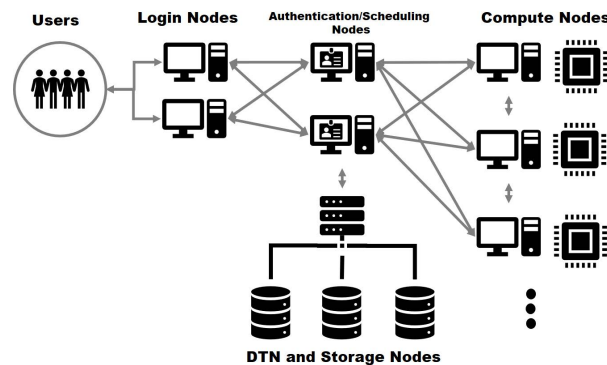 Users
Login Nodes
Authentication/Scheduling
Nodes
Compute Nodes
DTN and Storage Nodes